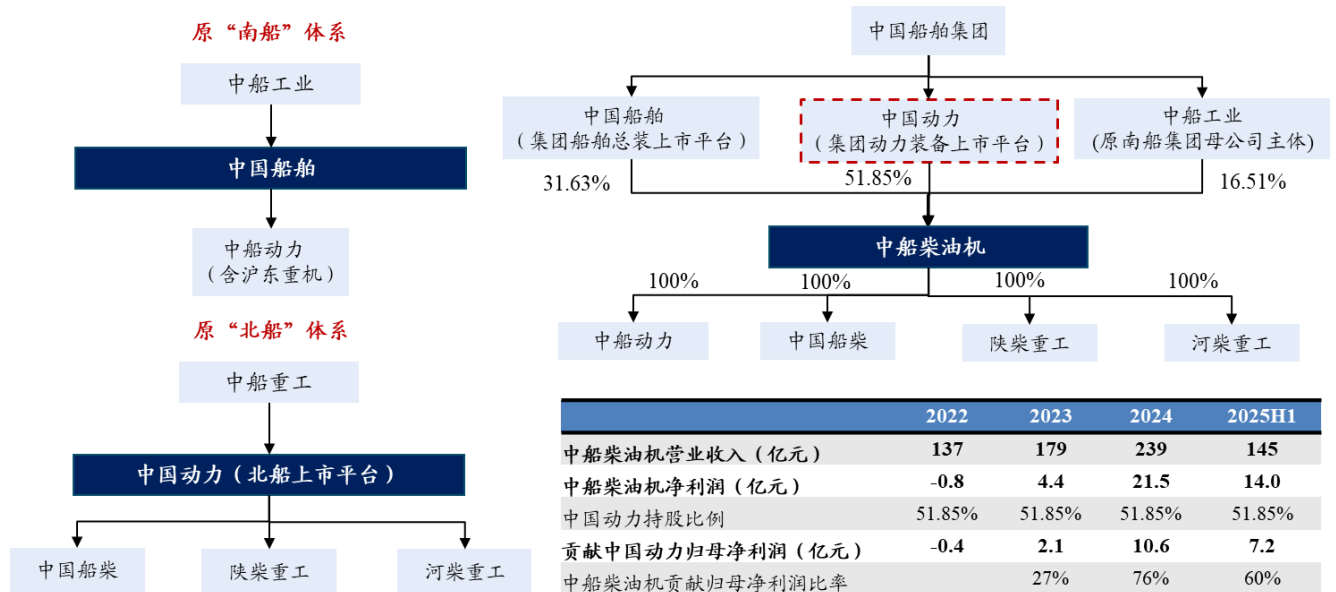 原“南船”体系
中船工业
中国船舶
中船动力
（含沪东重机）
原“北船”体系
中船重工
中国动力（北船上市平台）
中国船柴 陕柴重工 河柴重工
中国船舶集团
中国船舶
（集团船舶总装上市平台）
中国动力
（集团动力装备上市平台）
中船工业
(原南船集团母公司主体)
31.63% 51.85% 16.51%
中船柴油机
100% 100% 100% 100%
中船动力 中国船柴 陕柴重工 河柴重工
2022 2023 2024 2025H1
中船柴油机营业收入（亿元） 137 179 239 145
中船柴油机净利润（亿元） -0.8 4.4 21.5 14.0
中国动力持股比例 51.85% 51.85% 51.85% 51.85%
贡献中国动力归母净利润（亿元） -0.4 2.1 10.6 7.2
中船柴油机贡献归母净利润比率 27% 76% 60%